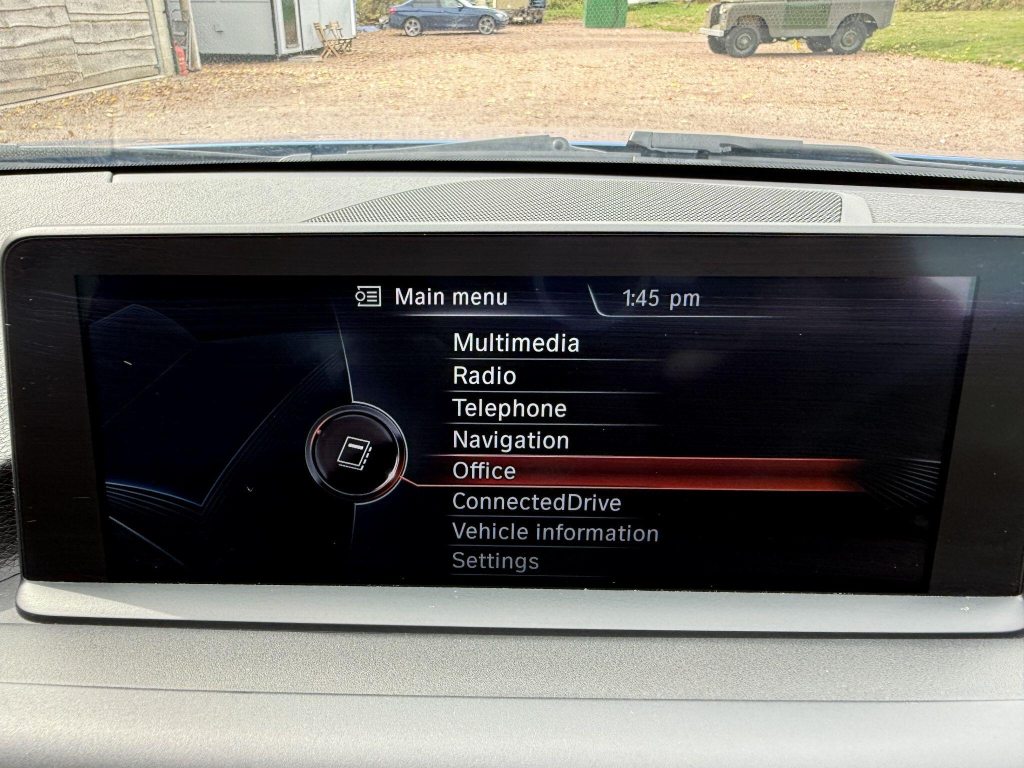 Main menu
1:45 pm
Multimedia
Radio
Telephone
Navigation
Office
ConnectedDrive
Vehicle information
Settings